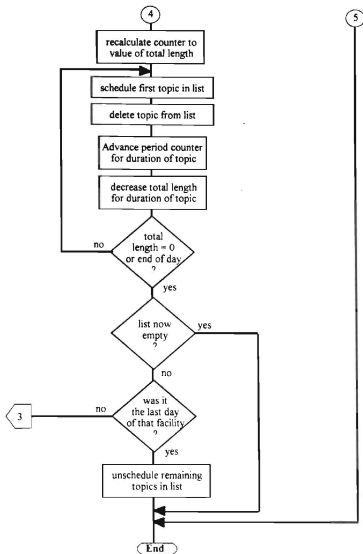 4
5
recalculate counter to
value of total length
schedule first topic in list
delete topic from list
Advance period counter
for duration of topic
decrease total length
for duration of topic
no
total
length = 0
or end of day
?
yes
list now
empty
?
yes
no
3
no
was it
the last day
of that facility
?
yes
unschedule remaining
topics in list
End